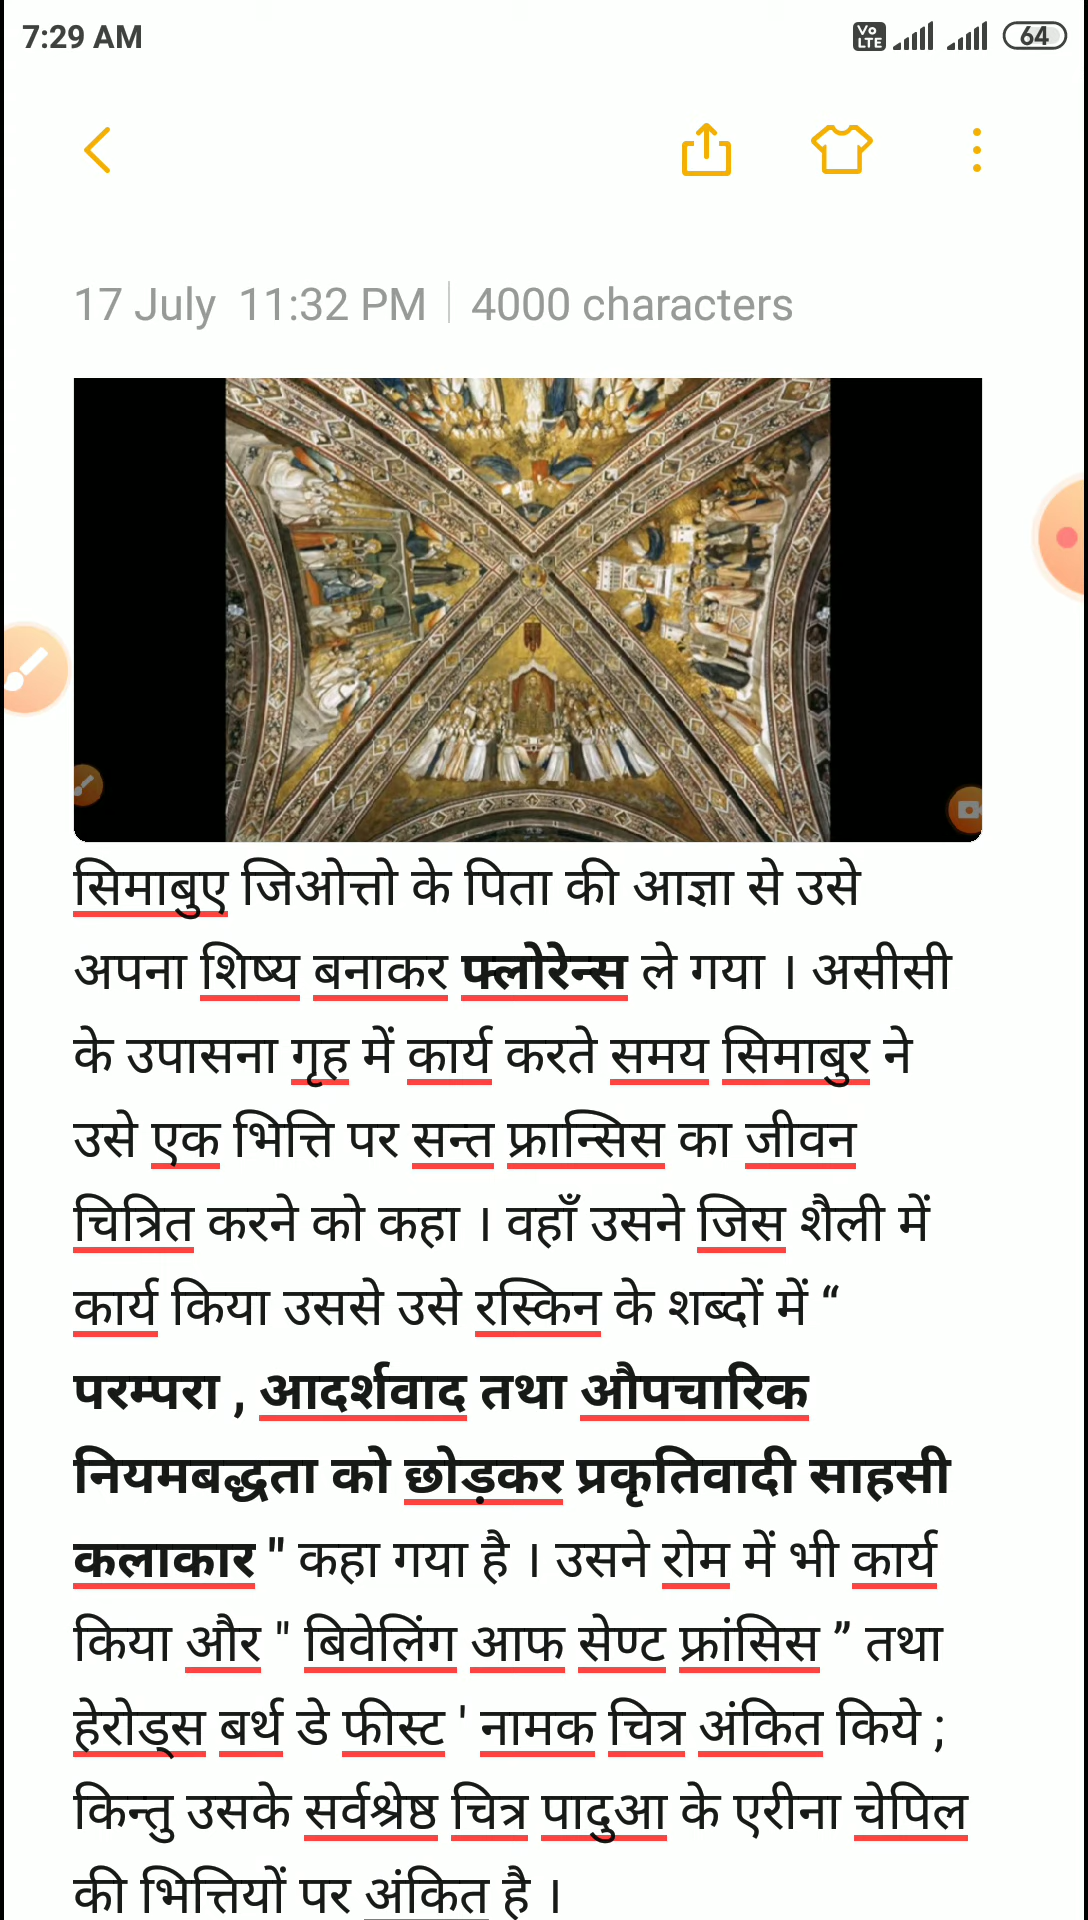 7:29 AM
Vo LTE
64
17 July 11:32 PM | 4000 characters
सिमाबुए जिओत्तो के पिता की आज्ञा से उसे
अपना शिष्य बनाकर फ्लोरेन्स ले गया । असीसी
के उपासना गृह में कार्य करते समय सिमाबुर ने
उसे एक भित्ति पर सन्त फ्रान्सिस का जीवन
चित्रित करने को कहा । वहाँ उसने जिस शैली में
कार्य किया उससे उसे रस्किन के शब्दों में “
परम्परा , आदर्शवाद तथा औपचारिक
नियमबद्धता को छोड़कर प्रकृतिवादी साहसी
कलाकार " कहा गया है । उसने रोम में भी कार्य
किया और " बिवेलिंग आफ सेण्ट फ्रांसिस ” तथा
हेरोड्स बर्थ डे फीस्ट ' नामक चित्र अंकित किये ;
किन्तु उसके सर्वश्रेष्ठ चित्र पादुआ के एरीना चेपिल
की भित्तियों पर अंकित है ।